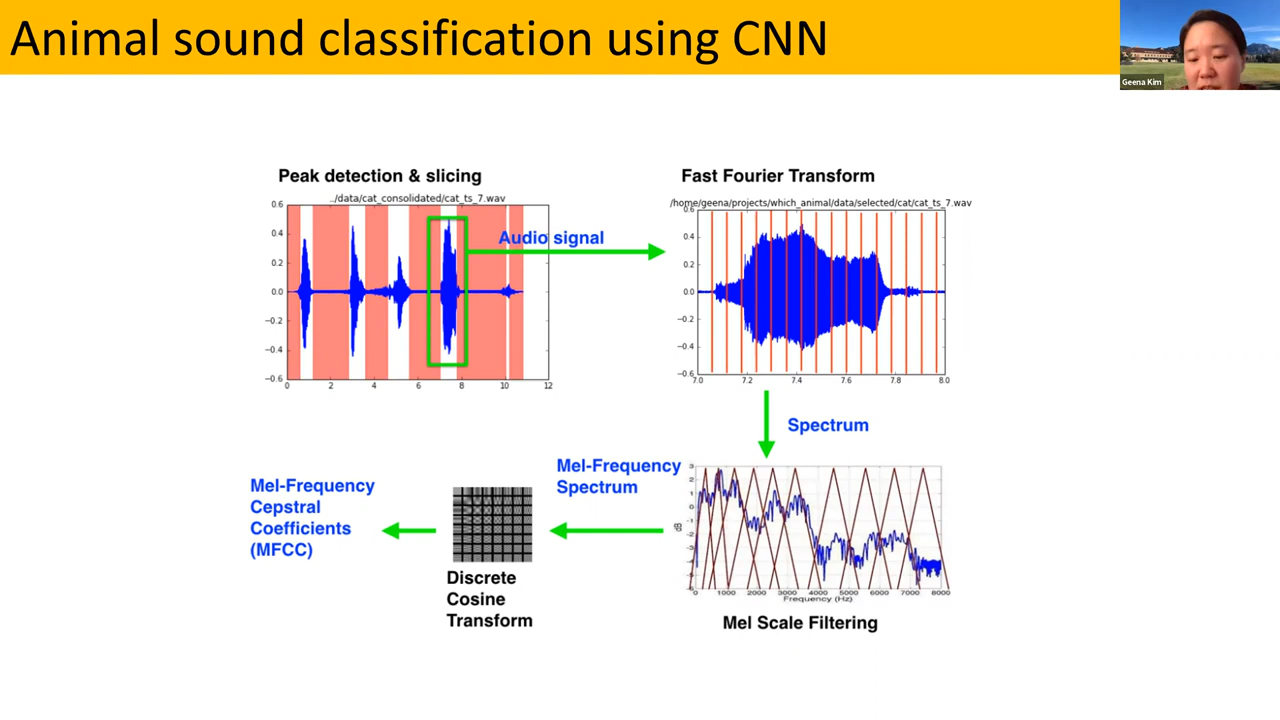 Animal sound classification using CNN
Geena Kim
Peak detection & slicing
../data/cat_consolidated/cat_ts_7.wav
0.6
0.4
0.2
0.0
−0.2
−0.4
−0.6
0 2 4 6 8 10 12
Audio signal
Fast Fourier Transform
/home/geena/projects/which_animal/data/selected/cat/cat_ts_7.wav
0.6
0.4
0.2
0.0
−0.2
−0.4
−0.6
7.0 7.2 7.4 7.6 7.8 8.0
Spectrum
Mel-Frequency
Spectrum
dB
0 1000 2000 3000 4000 5000 6000 7000 8000
Frequency (Hz)
Mel Scale Filtering
Discrete
Cosine
Transform
Mel-Frequency
Cepstral
Coefficients
(MFCC)